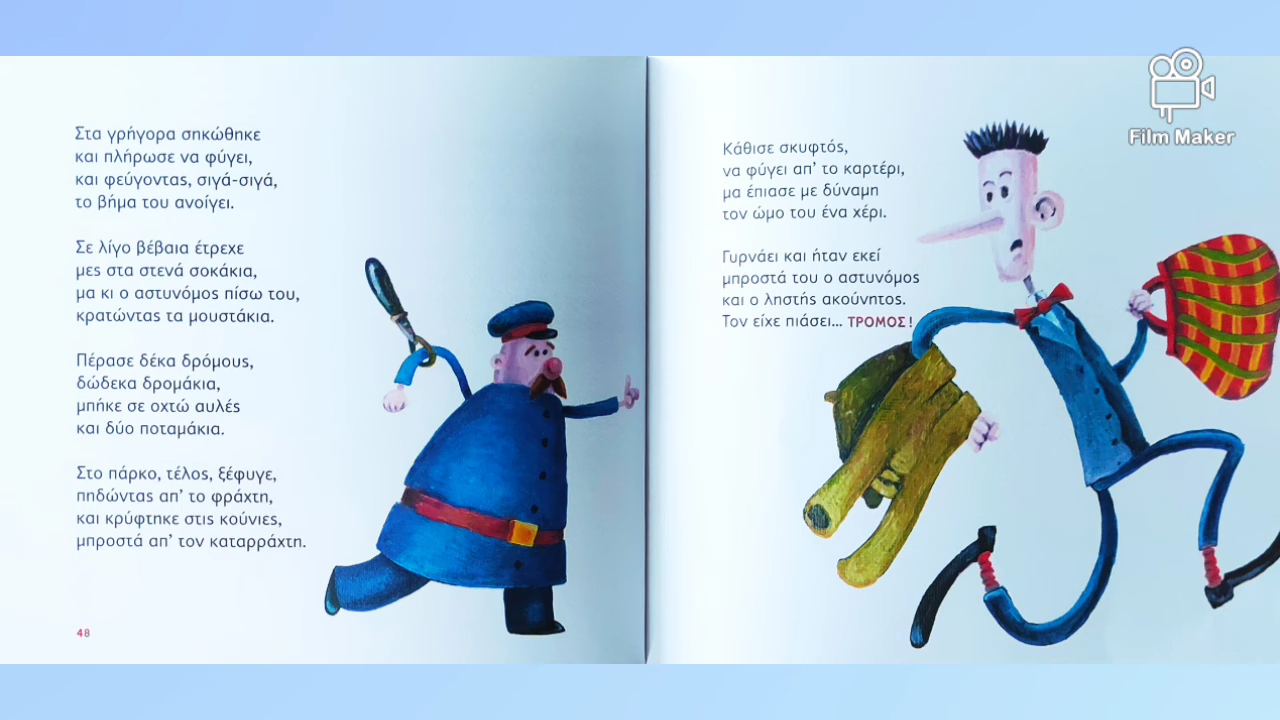 Στα γρήγορα σηκώθηκε
και πλήρωσε να φύγει,
και φεύγοντας, σιγά-σιγά,
το βήμα του ανοίγει.
Σε λίγο βέβαια έτρεχε
μες στα στενά σοκάκια,
μα κι ο αστυνόμος πίσω του,
κρατώντας τα μουστάκια.
Πέρασε δέκα δρόμους,
δώδεκα δρομάκια,
μπήκε σε οχτώ αυλές
και δύο ποταμάκια.
Στο πάρκο, τέλος, ξέφυγε,
πηδώντας απ' το φράχτη,
και κρύφτηκε στις κούνιες,
μπροστά απ' τον καταρράχτη.
48
Κάθισε σκυφτός,
να φύγει απ' το καρτέρι,
μα έπιασε με δύναμη
τον ώμο του ένα χέρι.
Γυρνάει και ήταν εκεί
μπροστά του ο αστυνόμος
και ο ληστής ακούνητος.
Τον είχε πιάσει... ΤΡΟΜΟΣ!
Film Maker